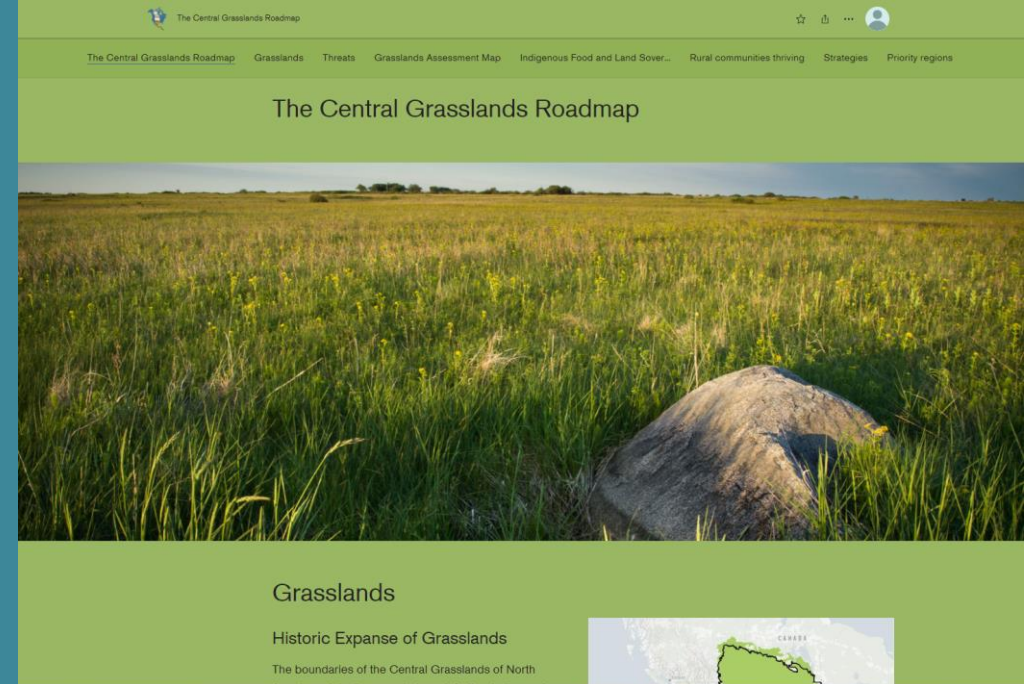 The Central Grasslands Roadmap
The Central Grasslands Roadmap Grasslands Threats Grasslands Assessment Map Indigenous Food and Land Sover... Rural communities thriving Strategies Priority regions
The Central Grasslands Roadmap
Grasslands
Historic Expanse of Grasslands
The boundaries of the Central Grasslands of North
CANADA